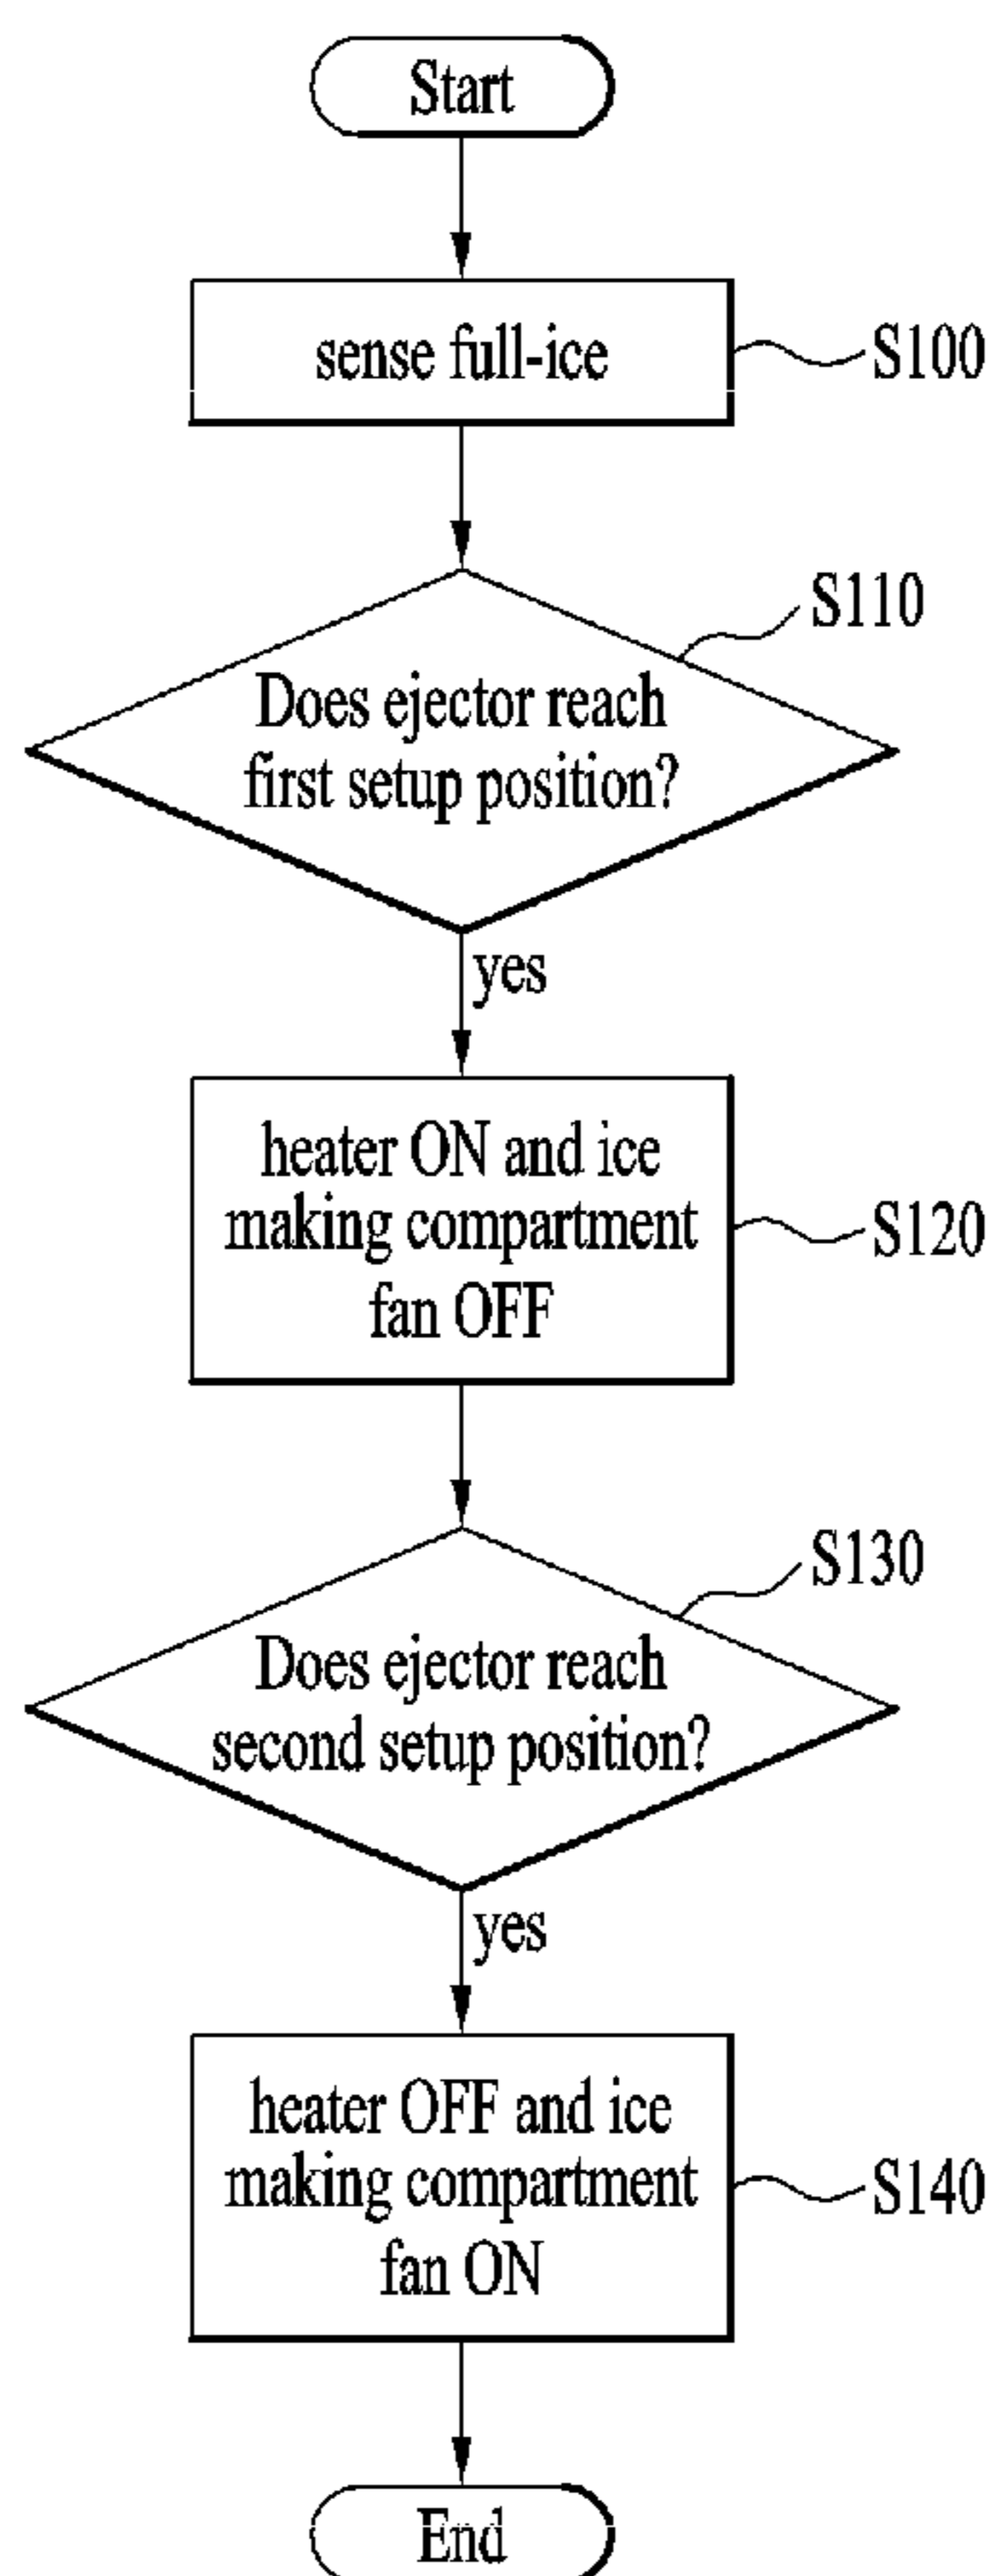 Start
sense full-ice
S100
S110
Does ejector reach
first setup position?
yes
heater ON and ice
making compartment
fan OFF
S120
S130
Does ejector reach
second setup position?
yes
heater OFF and ice
making compartment
fan ON
S140
End